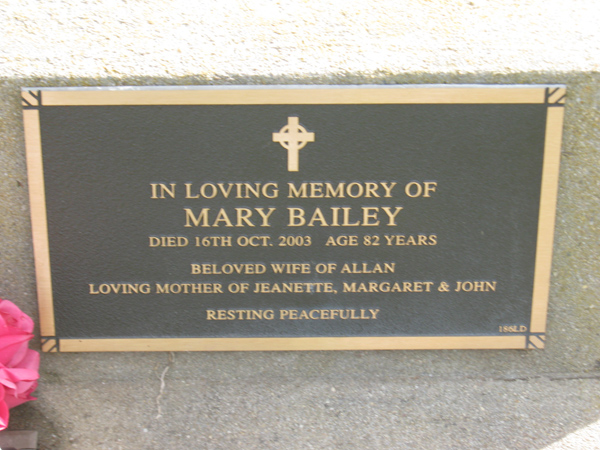 IN LOVING MEMORY OF
MARY BAILEY
DIED 16TH OCT. 2003 AGE 82 YEARS
BELOVED WIFE OF ALLAN
LOVING MOTHER OF JEANETTE, MARGARET & JOHN
RESTING PEACEFULLY
186LD